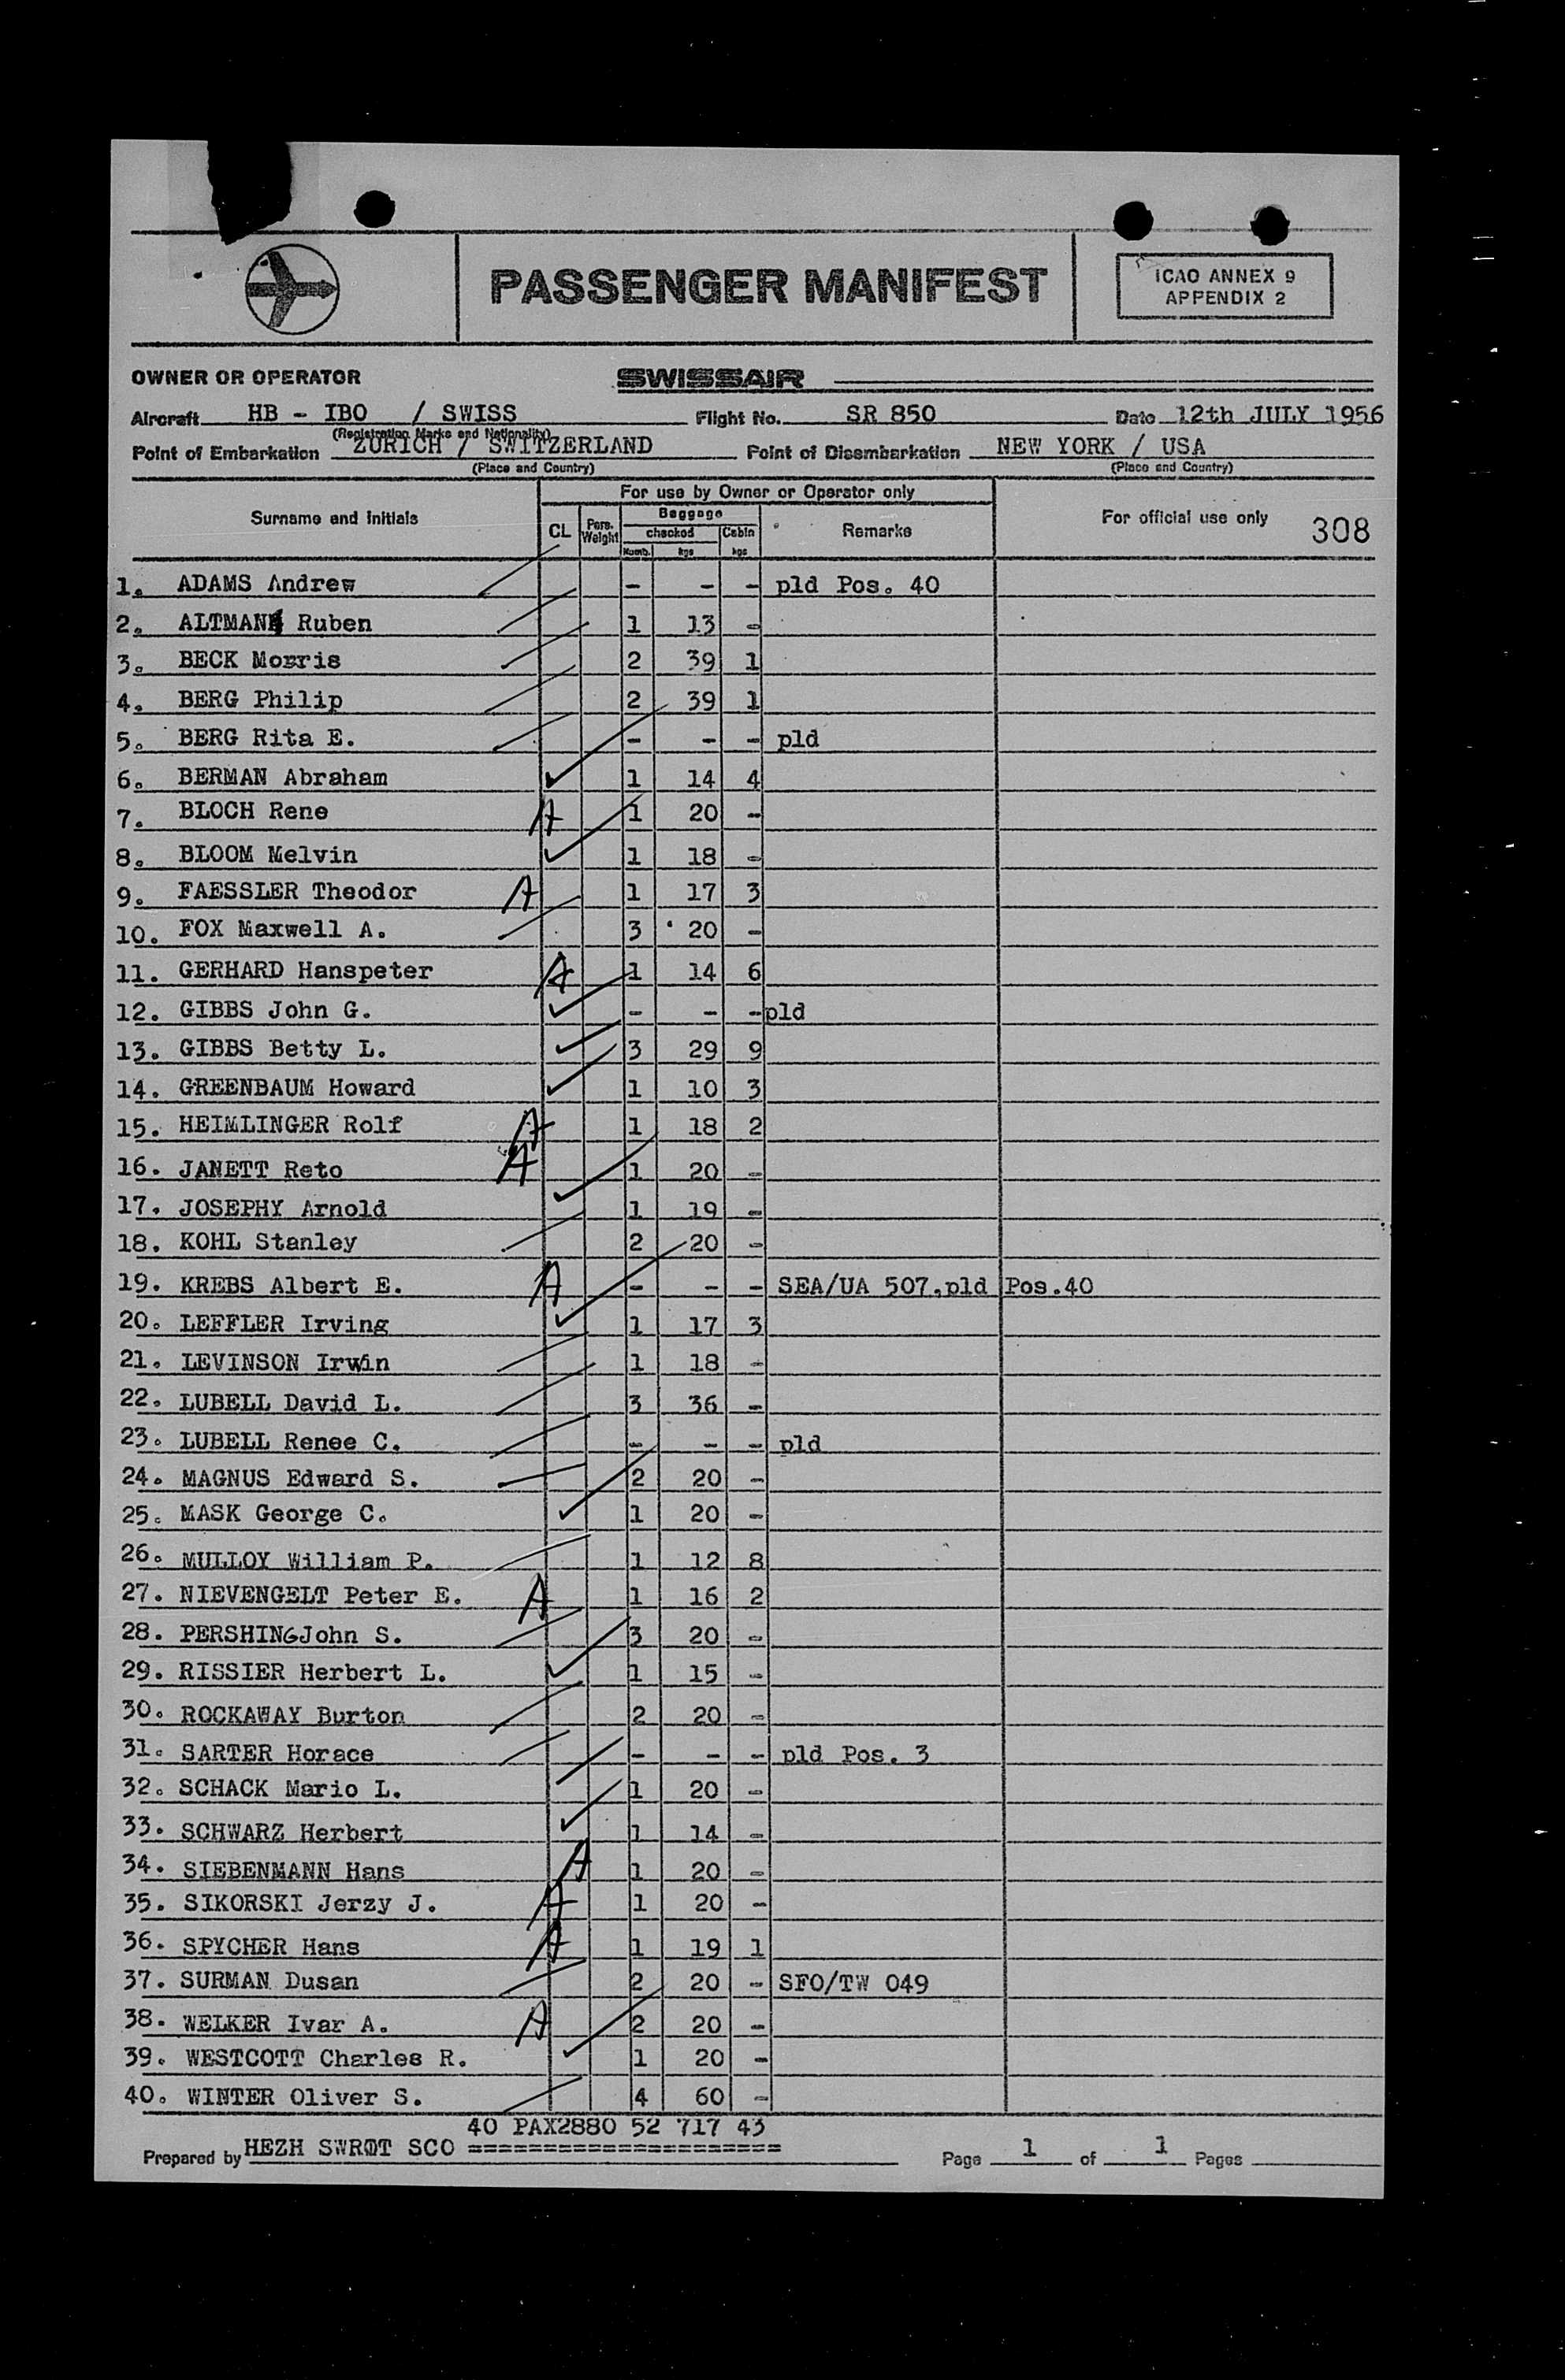 PASSENGER MANIFEST
ICAO ANNEX 9
APPENDIX 2
OWNER OR OPERATOR SWISSAIR
Aircraft HB - IBO / SWISS Flight No. SR 850 Date 12th JULY 1956
(Registration Marks and Nationality)
Point of Embarkation ZURICH / SWITZERLAND Point of Disembarkation NEW YORK / USA
(Place and Country) (Place and Country)
For use by Owner or Operator only
Surname and Initials CL Pers. Weight Baggage checked Numb. kgs Cabin kgs Remarks For official use only 308
1. ADAMS Andrew - - - pld Pos. 40
2. ALTMAN Ruben 1 13 -
3. BECK Morris 2 39 1
4. BERG Philip 2 39 1
5. BERG Rita E. - - - pld
6. BERMAN Abraham ✓ 1 14 4
7. BLOCH Rene A 1 20 -
8. BLOOM Melvin ✓ 1 18 -
9. FAESSLER Theodor A 1 17 3
10. FOX Maxwell A. 3 20 -
11. GERHARD Hanspeter A 1 14 6
12. GIBBS John G. ✓ - - - pld
13. GIBBS Betty L. ✓ 3 29 9
14. GREENBAUM Howard ✓ 1 10 3
15. HEIMLINGER Rolf A 1 18 2
16. JANETT Reto A 1 20 -
17. JOSEPHY Arnold ✓ 1 19 -
18. KOHL Stanley 2 20 -
19. KREBS Albert E. A - - - SEA/UA 507,pld Pos.40
20. LEFFLER Irving ✓ 1 17 3
21. LEVINSON Irwin 1 18 -
22. LUBELL David L. 3 36 -
23. LUBELL Renee C. - - - pld
24. MAGNUS Edward S. 2 20 -
25. MASK George C. ✓ 1 20 -
26. MULLOY William P. 1 12 8
27. NIEVENGELT Peter E. A 1 16 2
28. PERSHING John S. 3 20 -
29. RISSIER Herbert L. ✓ 1 15 -
30. ROCKAWAY Burton 2 20 -
31. SARTER Horace - - - pld Pos. 3
32. SCHACK Mario L. 1 20 -
33. SCHWARZ Herbert ✓ 1 14 -
34. SIEBENMANN Hans A 1 20 -
35. SIKORSKI Jerzy J. A 1 20 -
36. SPYCHER Hans A 1 19 1
37. SURMAN Dusan 2 20 - SFO/TW 049
38. WELKER Ivar A. A 2 20 -
39. WESTCOTT Charles R. ✓ 1 20 -
40. WINTER Oliver S. 4 60 -
40 PAX2880 52 717 43
Prepared by HEZH SWRØT SCO ===================== Page 1 of 1 Pages